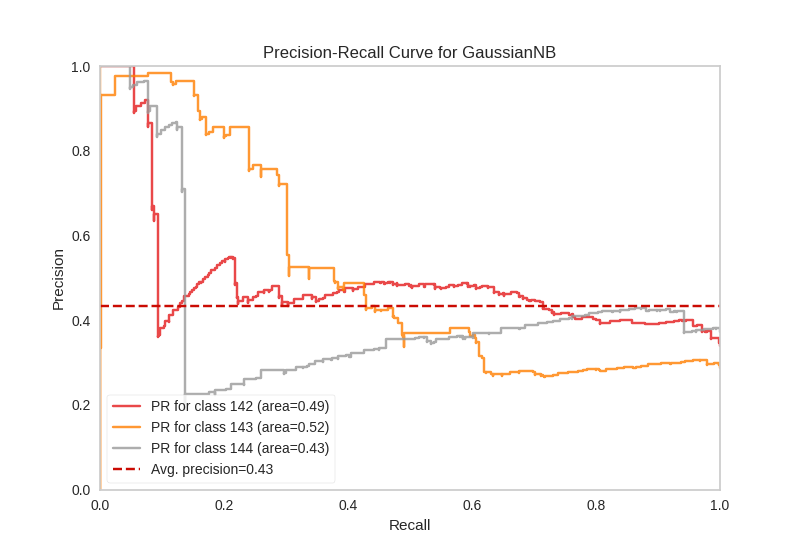 Precision-Recall Curve for GaussianNB
1.0
0.8
0.6
0.4
0.2
0.0
Precision
PR for class 142 (area=0.49)
PR for class 143 (area=0.52)
PR for class 144 (area=0.43)
Avg. precision=0.43
0.0 0.2 0.4 0.6 0.8 1.0
Recall